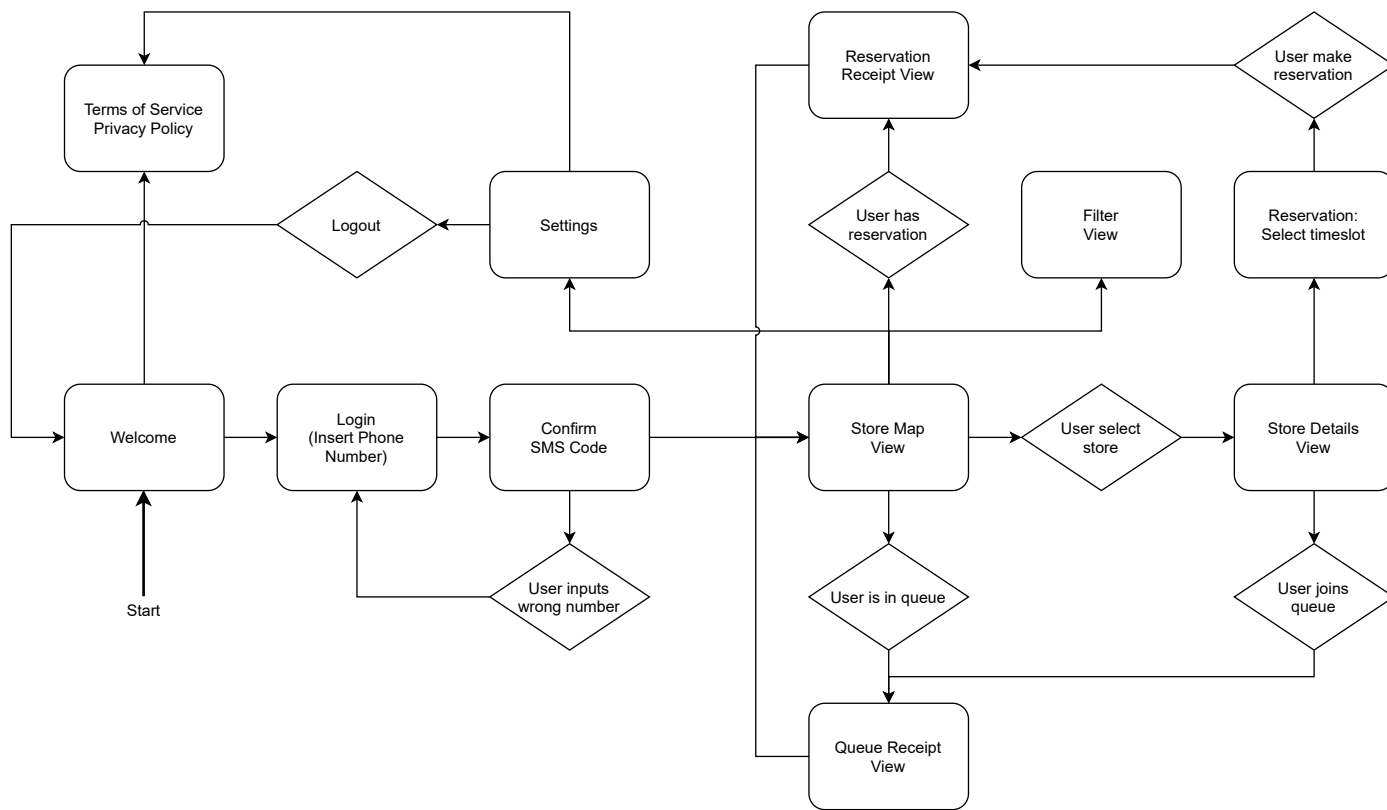 Reservation
Receipt View
User make
reservation
Terms of Service
Privacy Policy
Logout
Settings
User has
reservation
Filter
View
Reservation:
Select timeslot
Welcome
Login
(Insert Phone
Number)
Confirm
SMS Code
Store Map
View
User select
store
Store Details
View
Start
User inputs
wrong number
User is in queue
User joins
queue
Queue Receipt
View